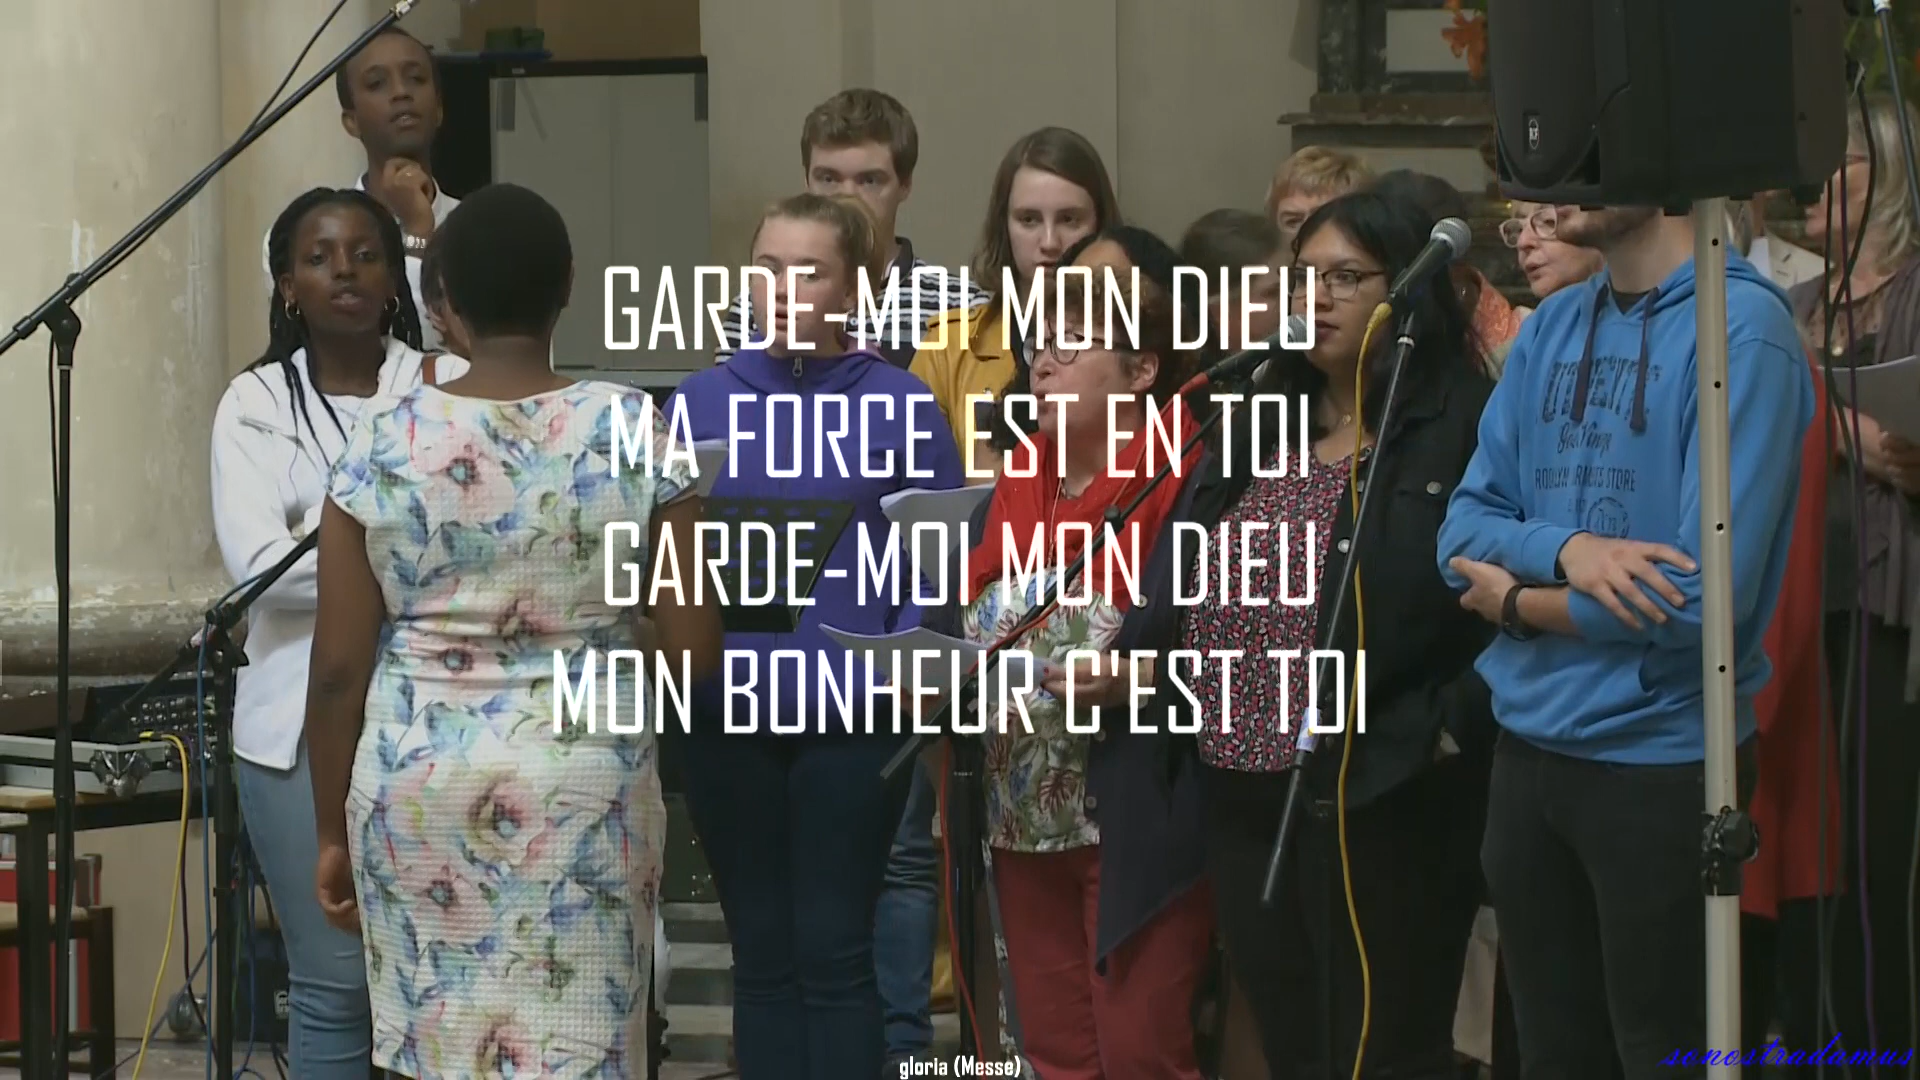 GARDE-MOI MON DIEU
MA FORCE EST EN TOI
GARDE-MOI MON DIEU
MON BONHEUR C'EST TOI
STORE
gloria (Messe)
sonostradamus